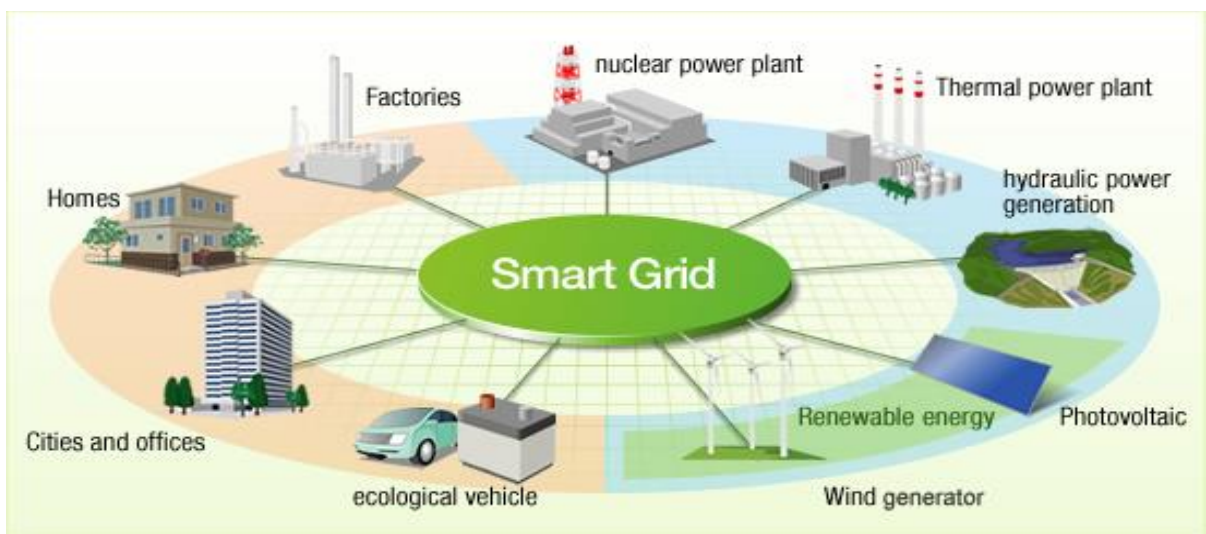 nuclear power plant
Thermal power plant
Factories
hydraulic power
generation
Homes
Smart Grid
Renewable energy
Photovoltaic
Cities and offices
ecological vehicle
Wind generator